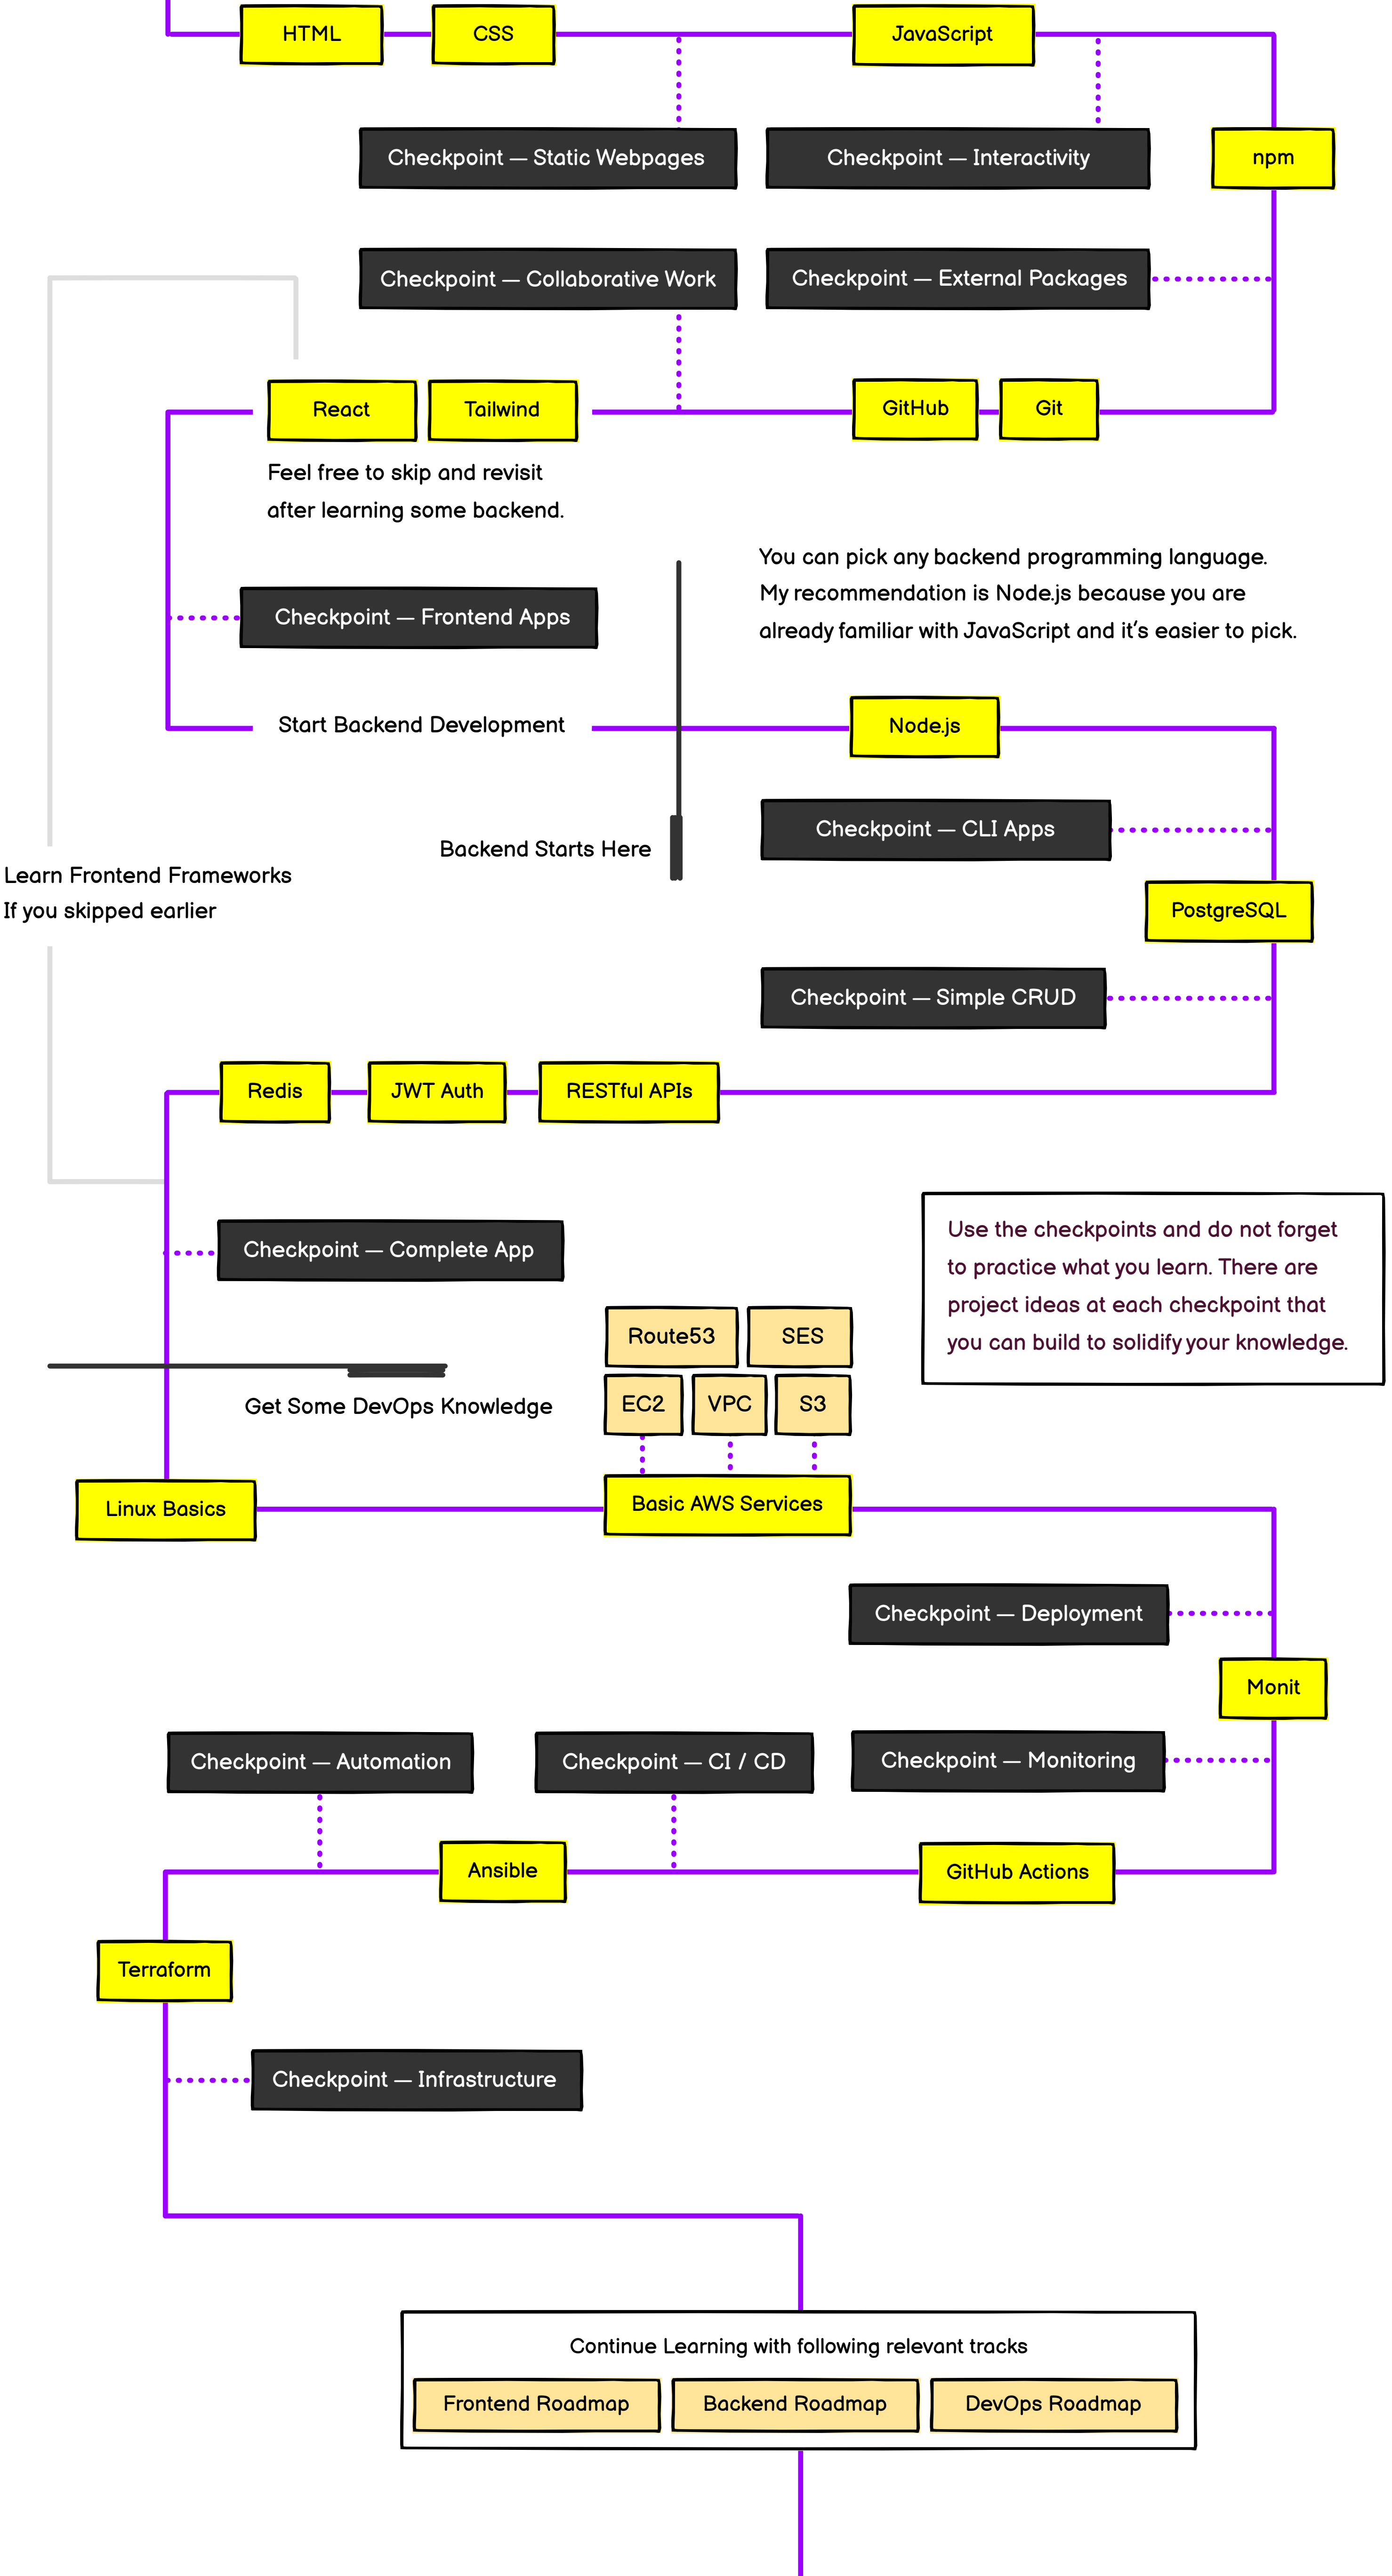 HTML
CSS
JavaScript
Checkpoint — Static Webpages
Checkpoint — Interactivity
npm
Checkpoint — Collaborative Work
Checkpoint — External Packages
React
Tailwind
GitHub
Git
Feel free to skip and revisit
after learning some backend.
You can pick any backend programming language.
My recommendation is Node.js because you are
already familiar with JavaScript and it's easier to pick.
Checkpoint — Frontend Apps
Start Backend Development
Node.js
Checkpoint — CLI Apps
Backend Starts Here
Learn Frontend Frameworks
If you skipped earlier
PostgreSQL
Checkpoint — Simple CRUD
Redis
JWT Auth
RESTful APIs
Checkpoint — Complete App
Use the checkpoints and do not forget
to practice what you learn. There are
project ideas at each checkpoint that
you can build to solidify your knowledge.
Route53
SES
EC2
VPC
S3
Get Some DevOps Knowledge
Linux Basics
Basic AWS Services
Checkpoint — Deployment
Monit
Checkpoint — Automation
Checkpoint — CI / CD
Checkpoint — Monitoring
Ansible
GitHub Actions
Terraform
Checkpoint — Infrastructure
Continue Learning with following relevant tracks
Frontend Roadmap
Backend Roadmap
DevOps Roadmap